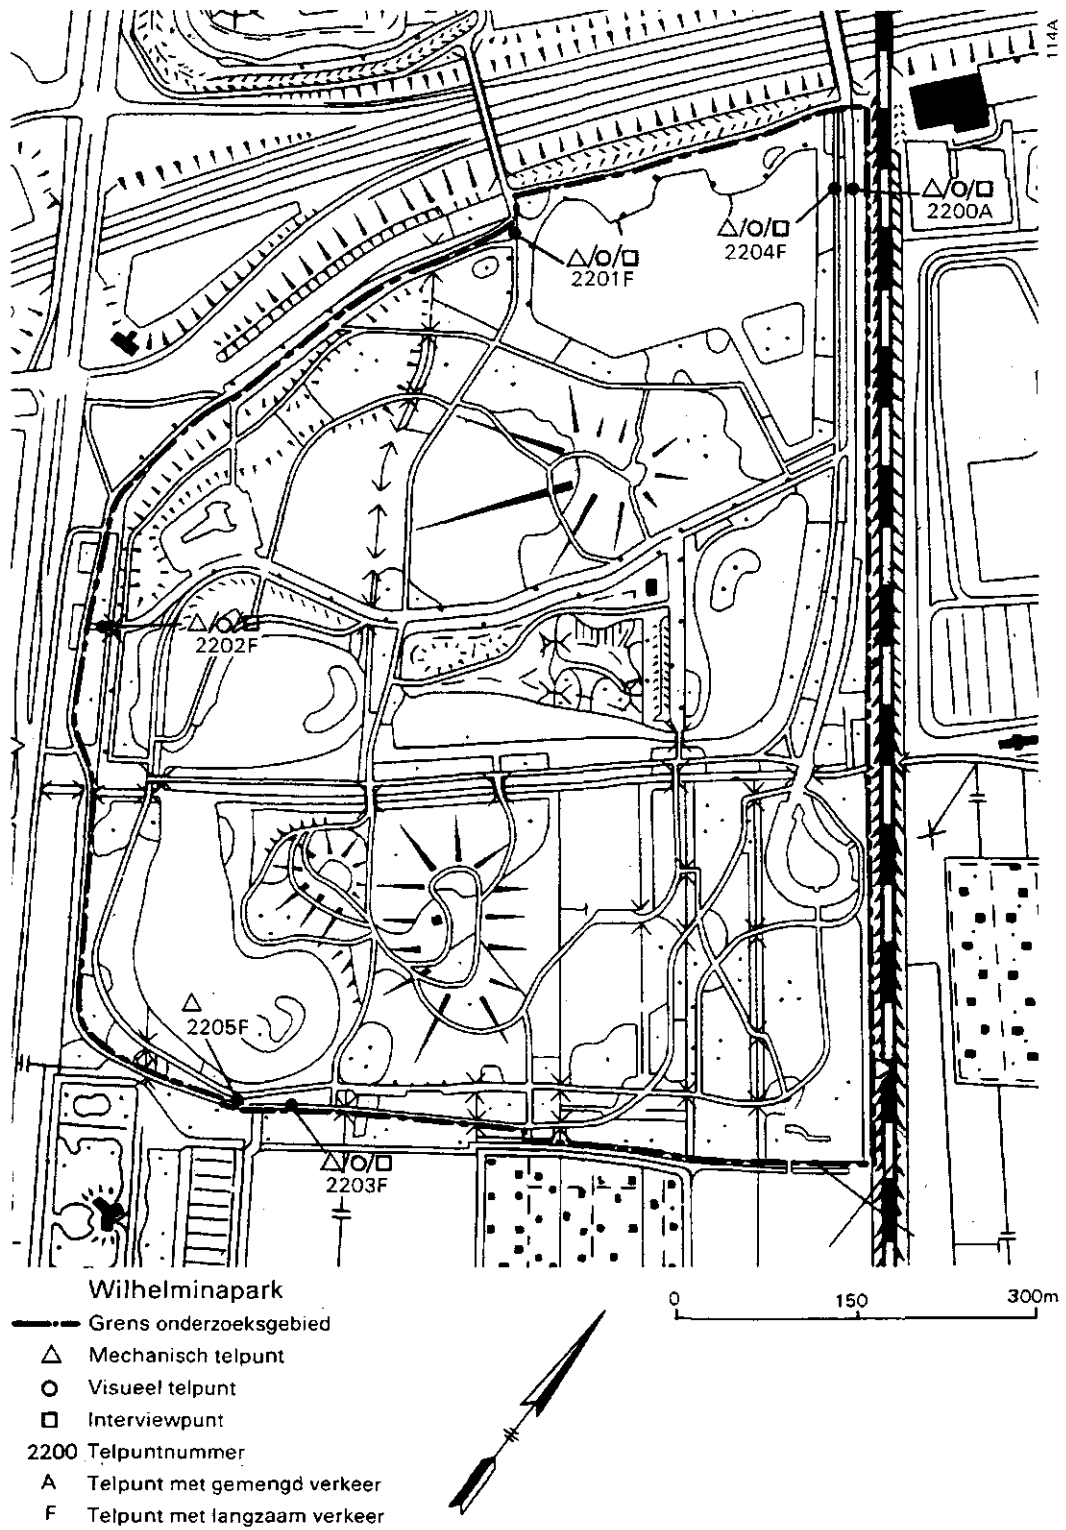 114A
△/○/□
2200A
△/○/□
2204F
△/○/□
2201F
△/○/□
2202F
△
2205F
△/○/□
2203F
Wilhelminapark
Grens onderzoeksgebied
△ Mechanisch telpunt
○ Visueel telpunt
□ Interviewpunt
2200 Telpuntnummer
A Telpunt met gemengd verkeer
F Telpunt met langzaam verkeer
0 150 300m